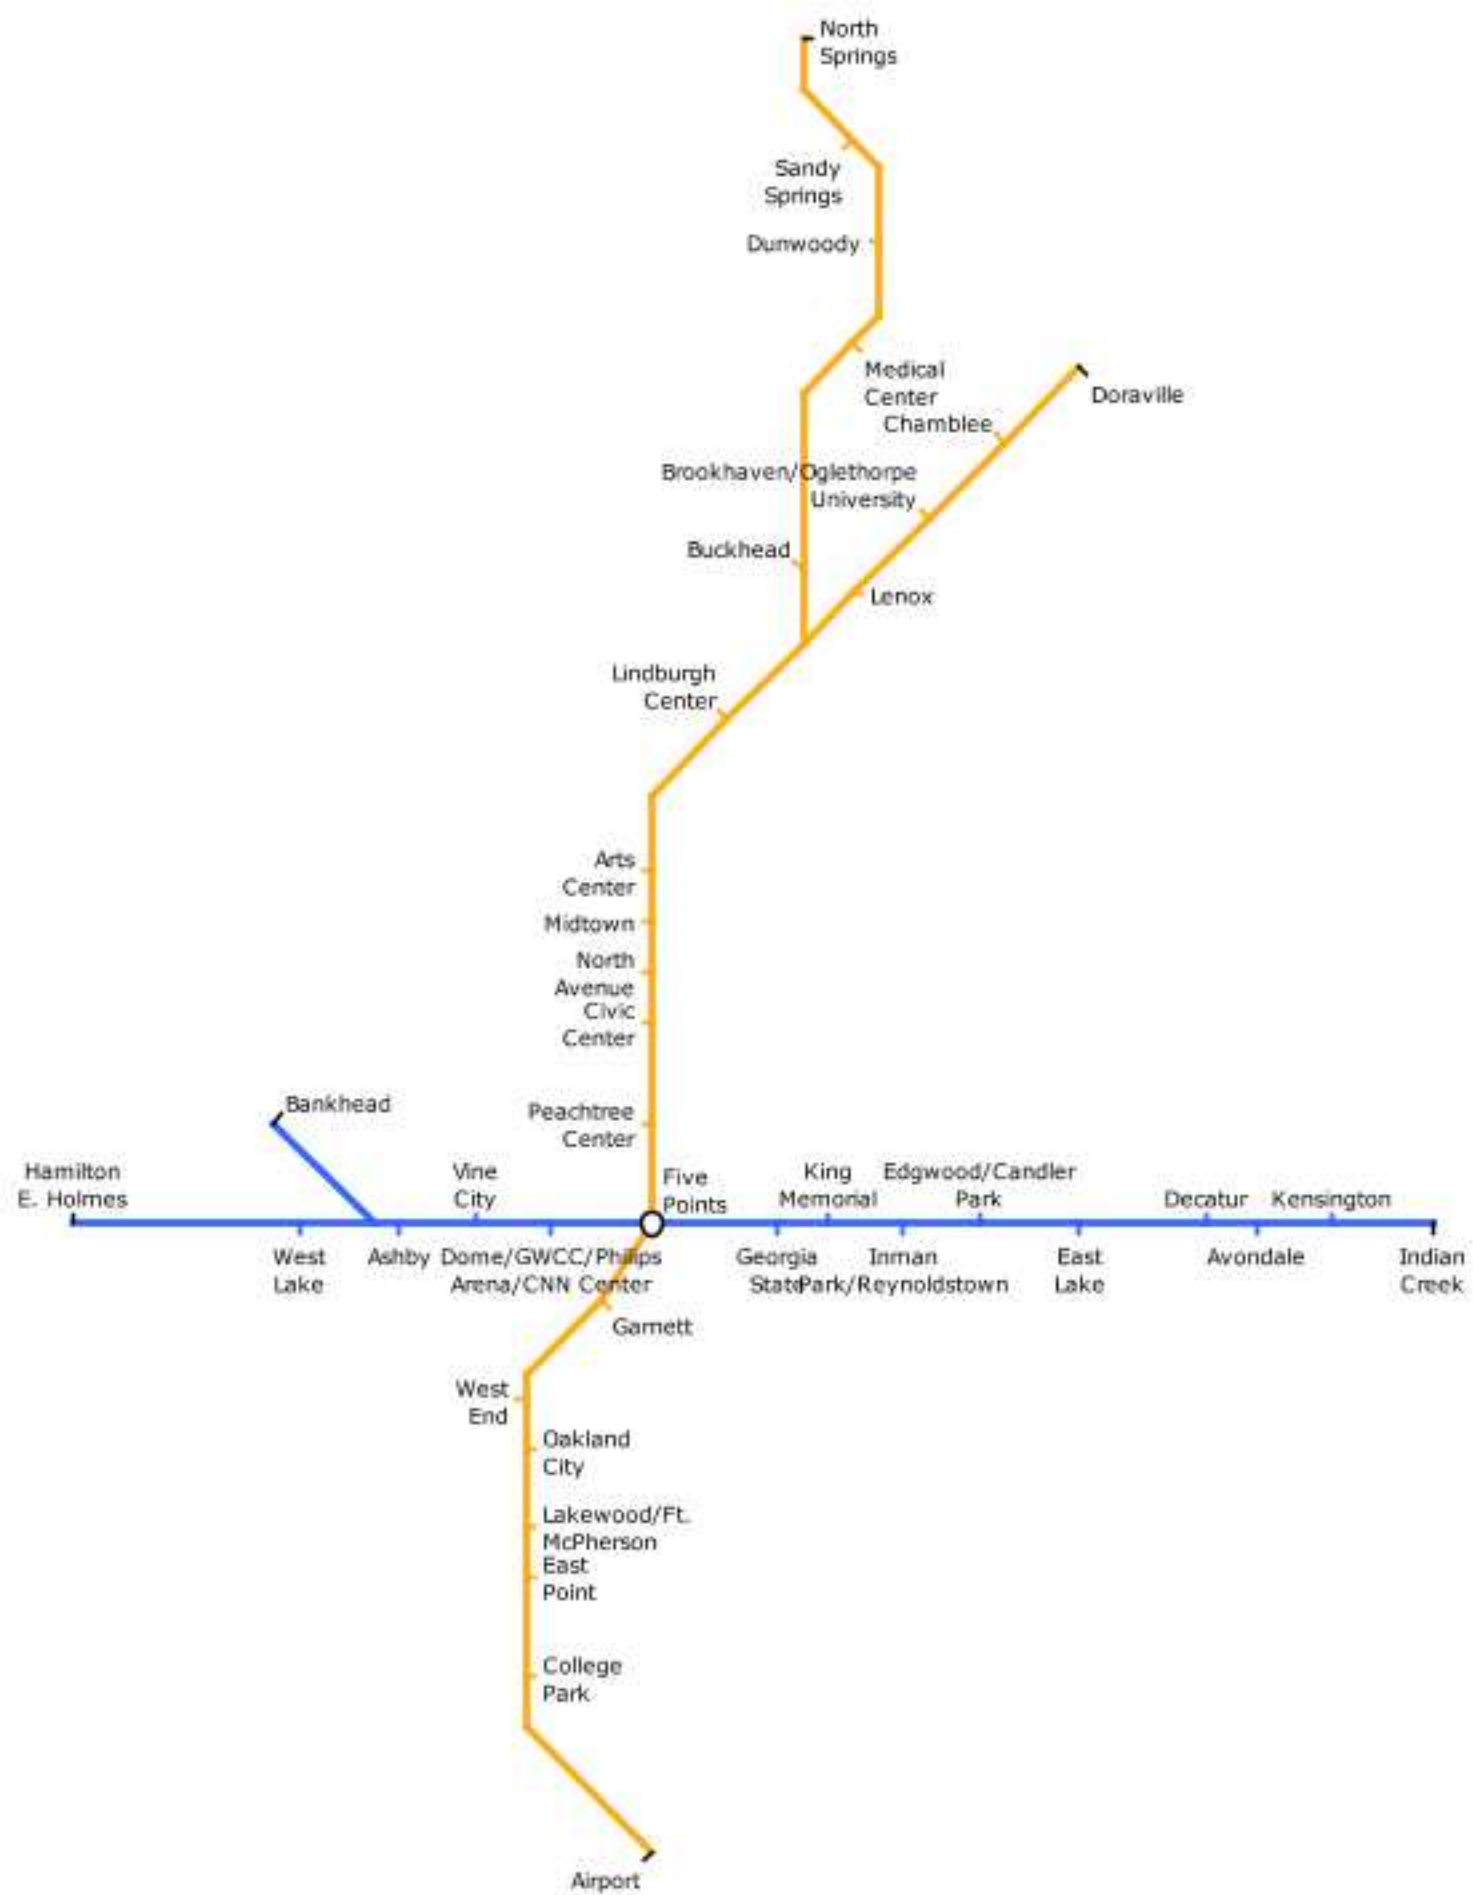 North
Springs
Sandy
Springs
Dunwoody
Medical
Center
Doraville
Chamblee
Brookhaven/Oglethorpe
University
Buckhead
Lenox
Lindburgh
Center
Arts
Center
Midtown
North
Avenue
Civic
Center
Bankhead
Peachtree
Center
Hamilton
E. Holmes
Vine
City
Five
Points
King
Memorial
Edgwood/Candler
Park
Decatur
Kensington
West
Lake
Ashby
Dome/GWCC/Philips
Arena/CNN Center
Georgia
State
Inman
Park/Reynoldstown
East
Lake
Avondale
Indian
Creek
Garnett
West
End
Oakland
City
Lakewood/Ft.
McPherson
East
Point
College
Park
Airport